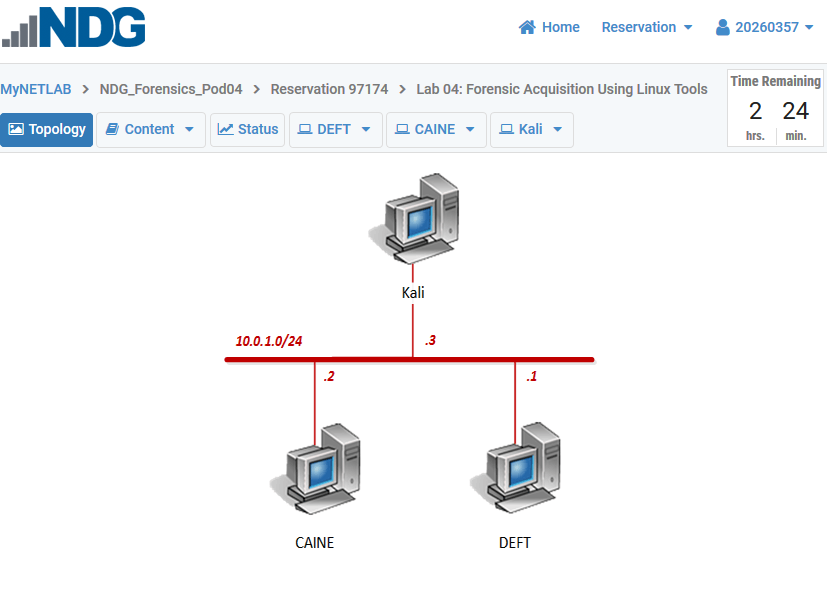 NDG
Home Reservation 20260357
MyNETLAB > NDG_Forensics_Pod04 > Reservation 97174 > Lab 04: Forensic Acquisition Using Linux Tools
Time Remaining
2 24
hrs. min.
Topology Content Status DEFT CAINE Kali
Kali
10.0.1.0/24 .3
.2 .1
CAINE DEFT